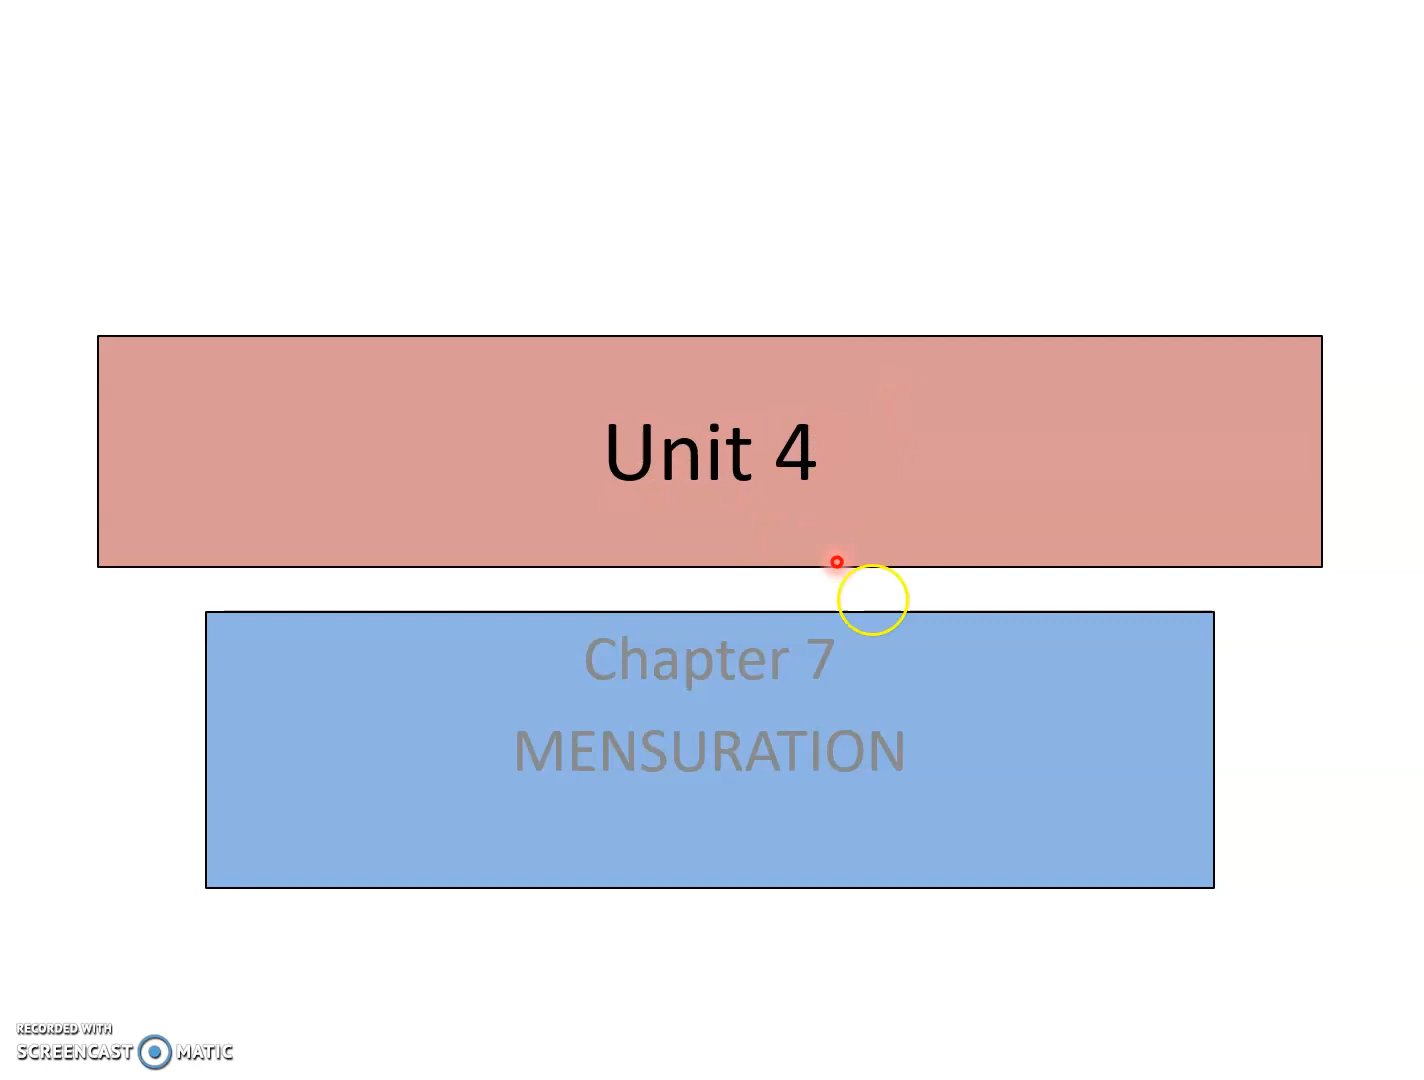 Unit 4
Chapter 7
MENSURATION
RECORDED WITH
SCREENCAST MATIC